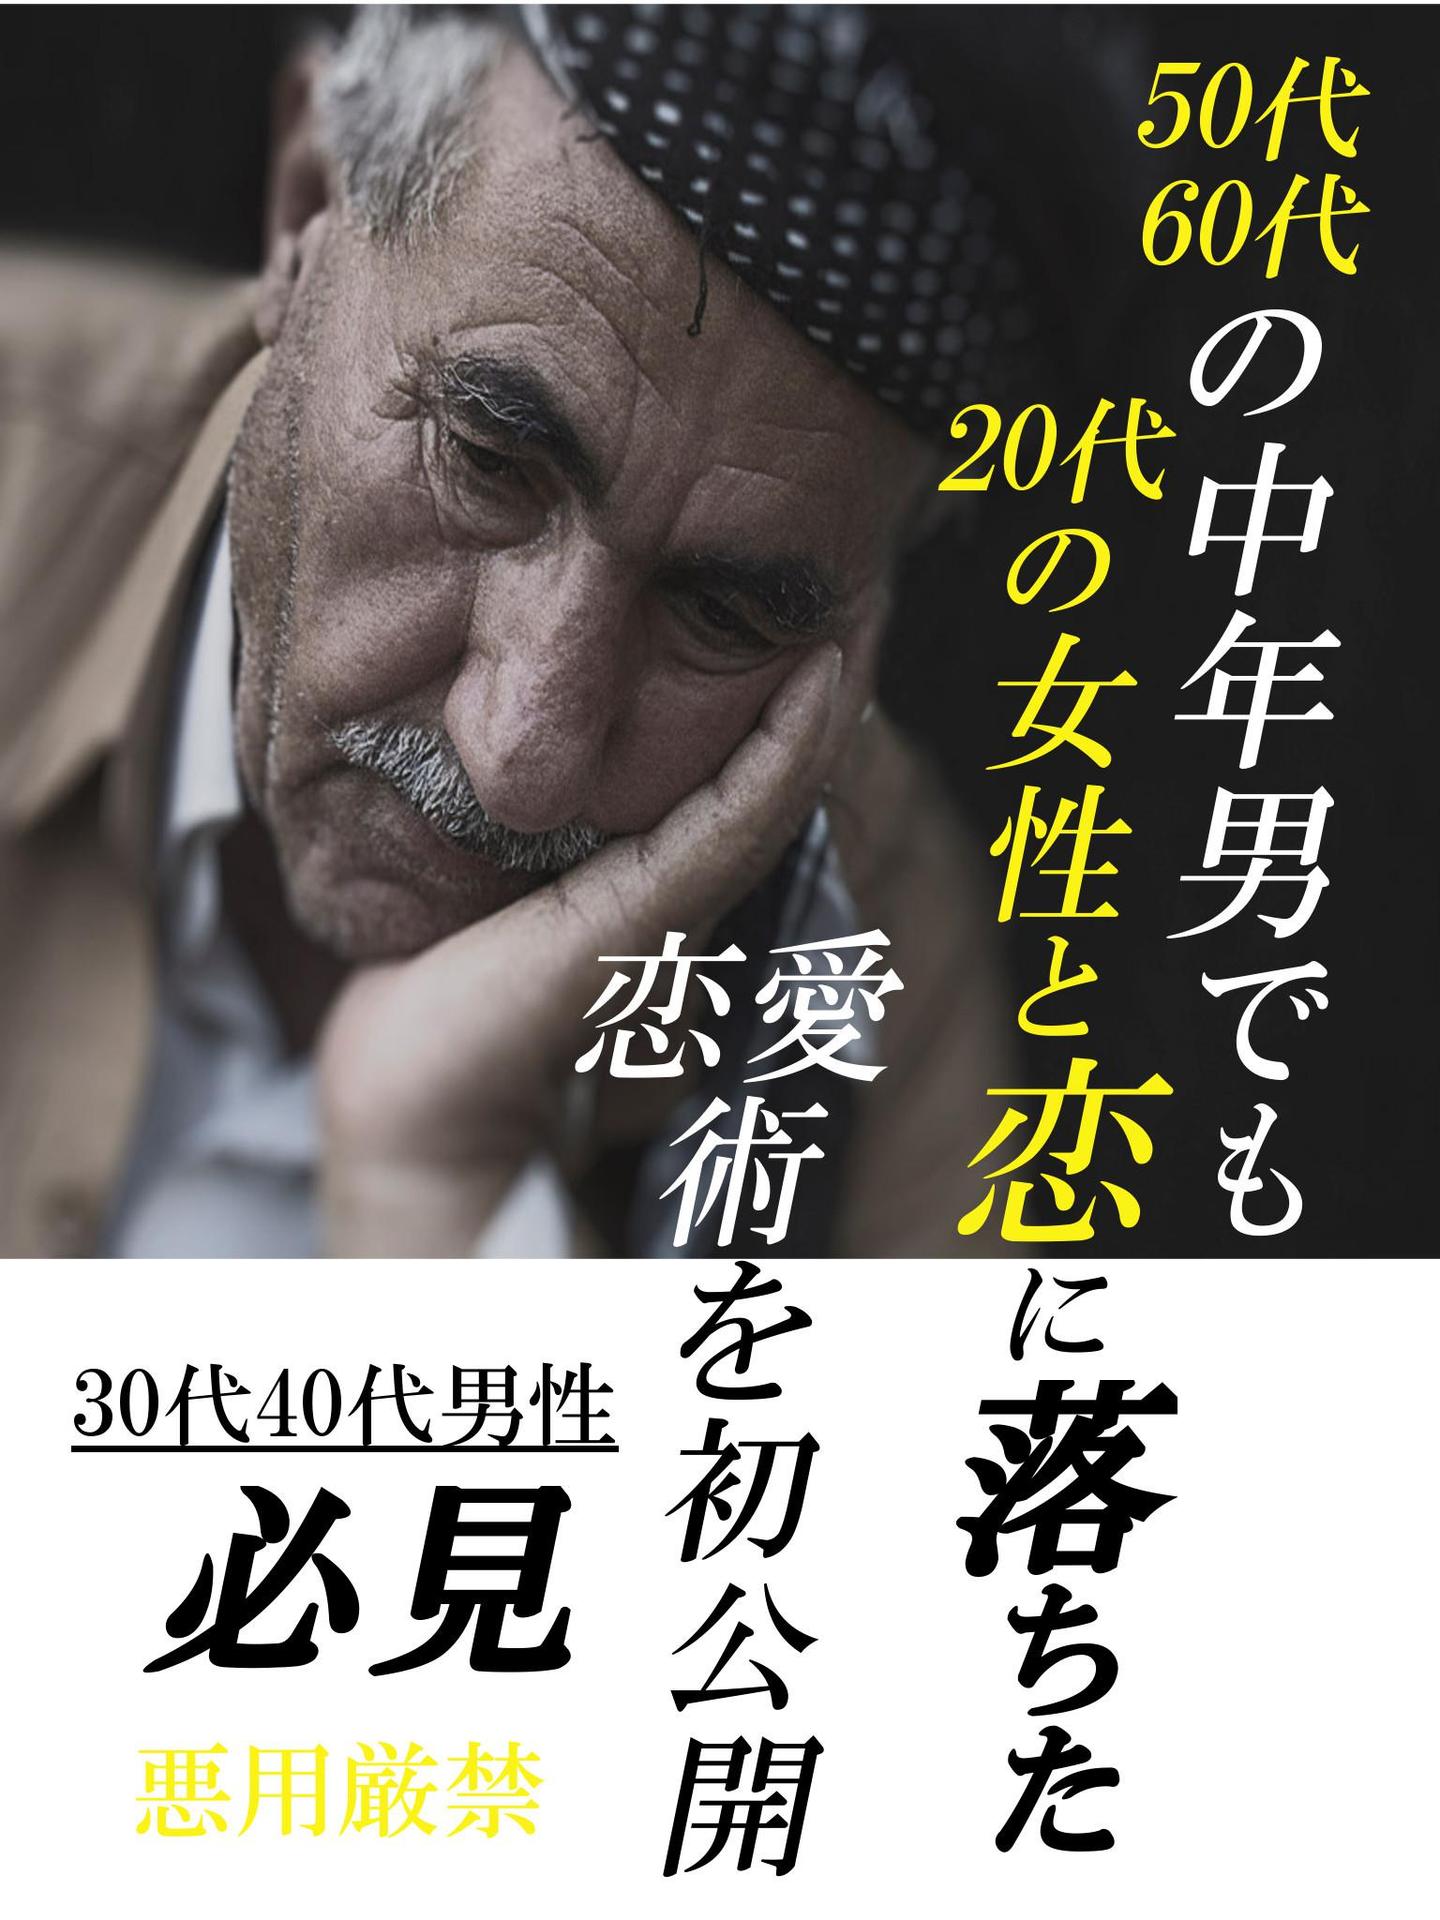 50代
60代
の中年男でも
20代
の女性と恋に落ちた
恋愛
術を初公開
30代40代男性
必見
悪用厳禁